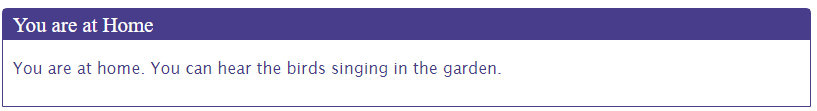 You are at Home
You are at home. You can hear the birds singing in the garden.